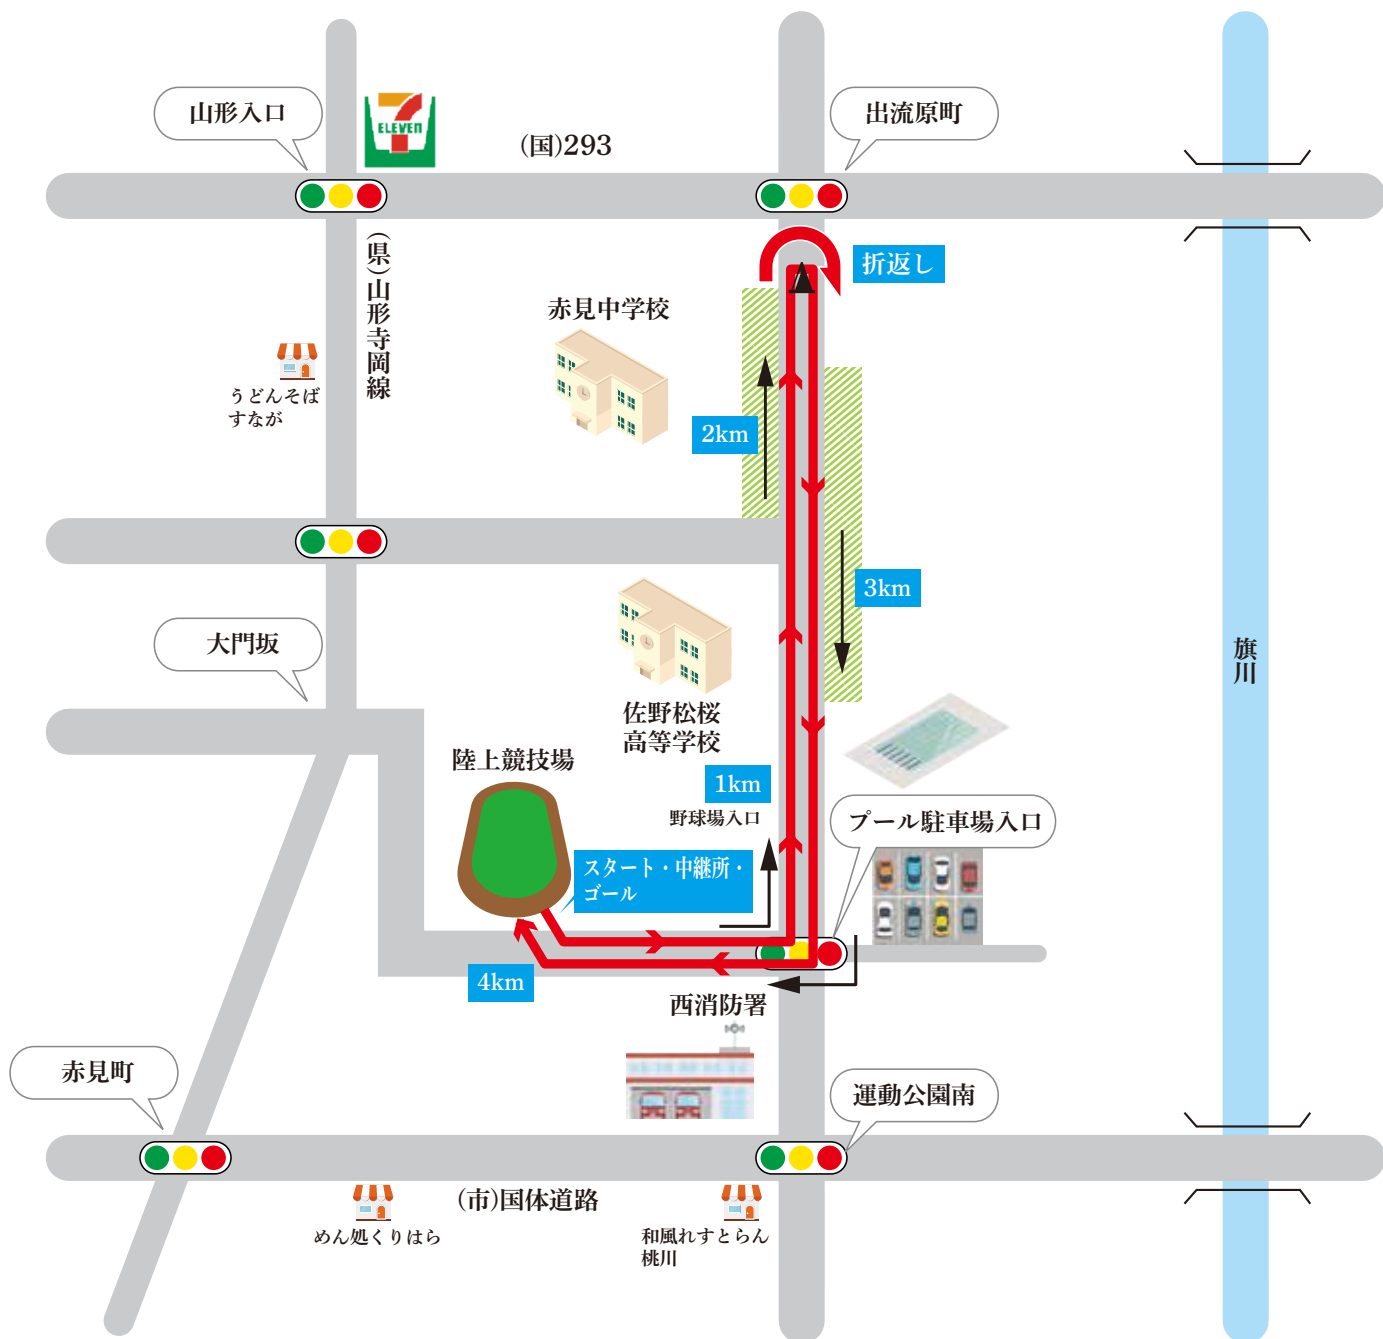 山形入口
7
ELEVEn
(国)293
出流原町
(県)山形寺岡線
折返し
赤見中学校
うどんそば
すなが
2km
3km
大門坂
佐野松桜
高等学校
旗川
陸上競技場
1km
野球場入口
プール駐車場入口
スタート・中継所・
ゴール
4km
西消防署
赤見町
運動公園南
(市)国体道路
めん処くりはら
和風れすとらん
桃川